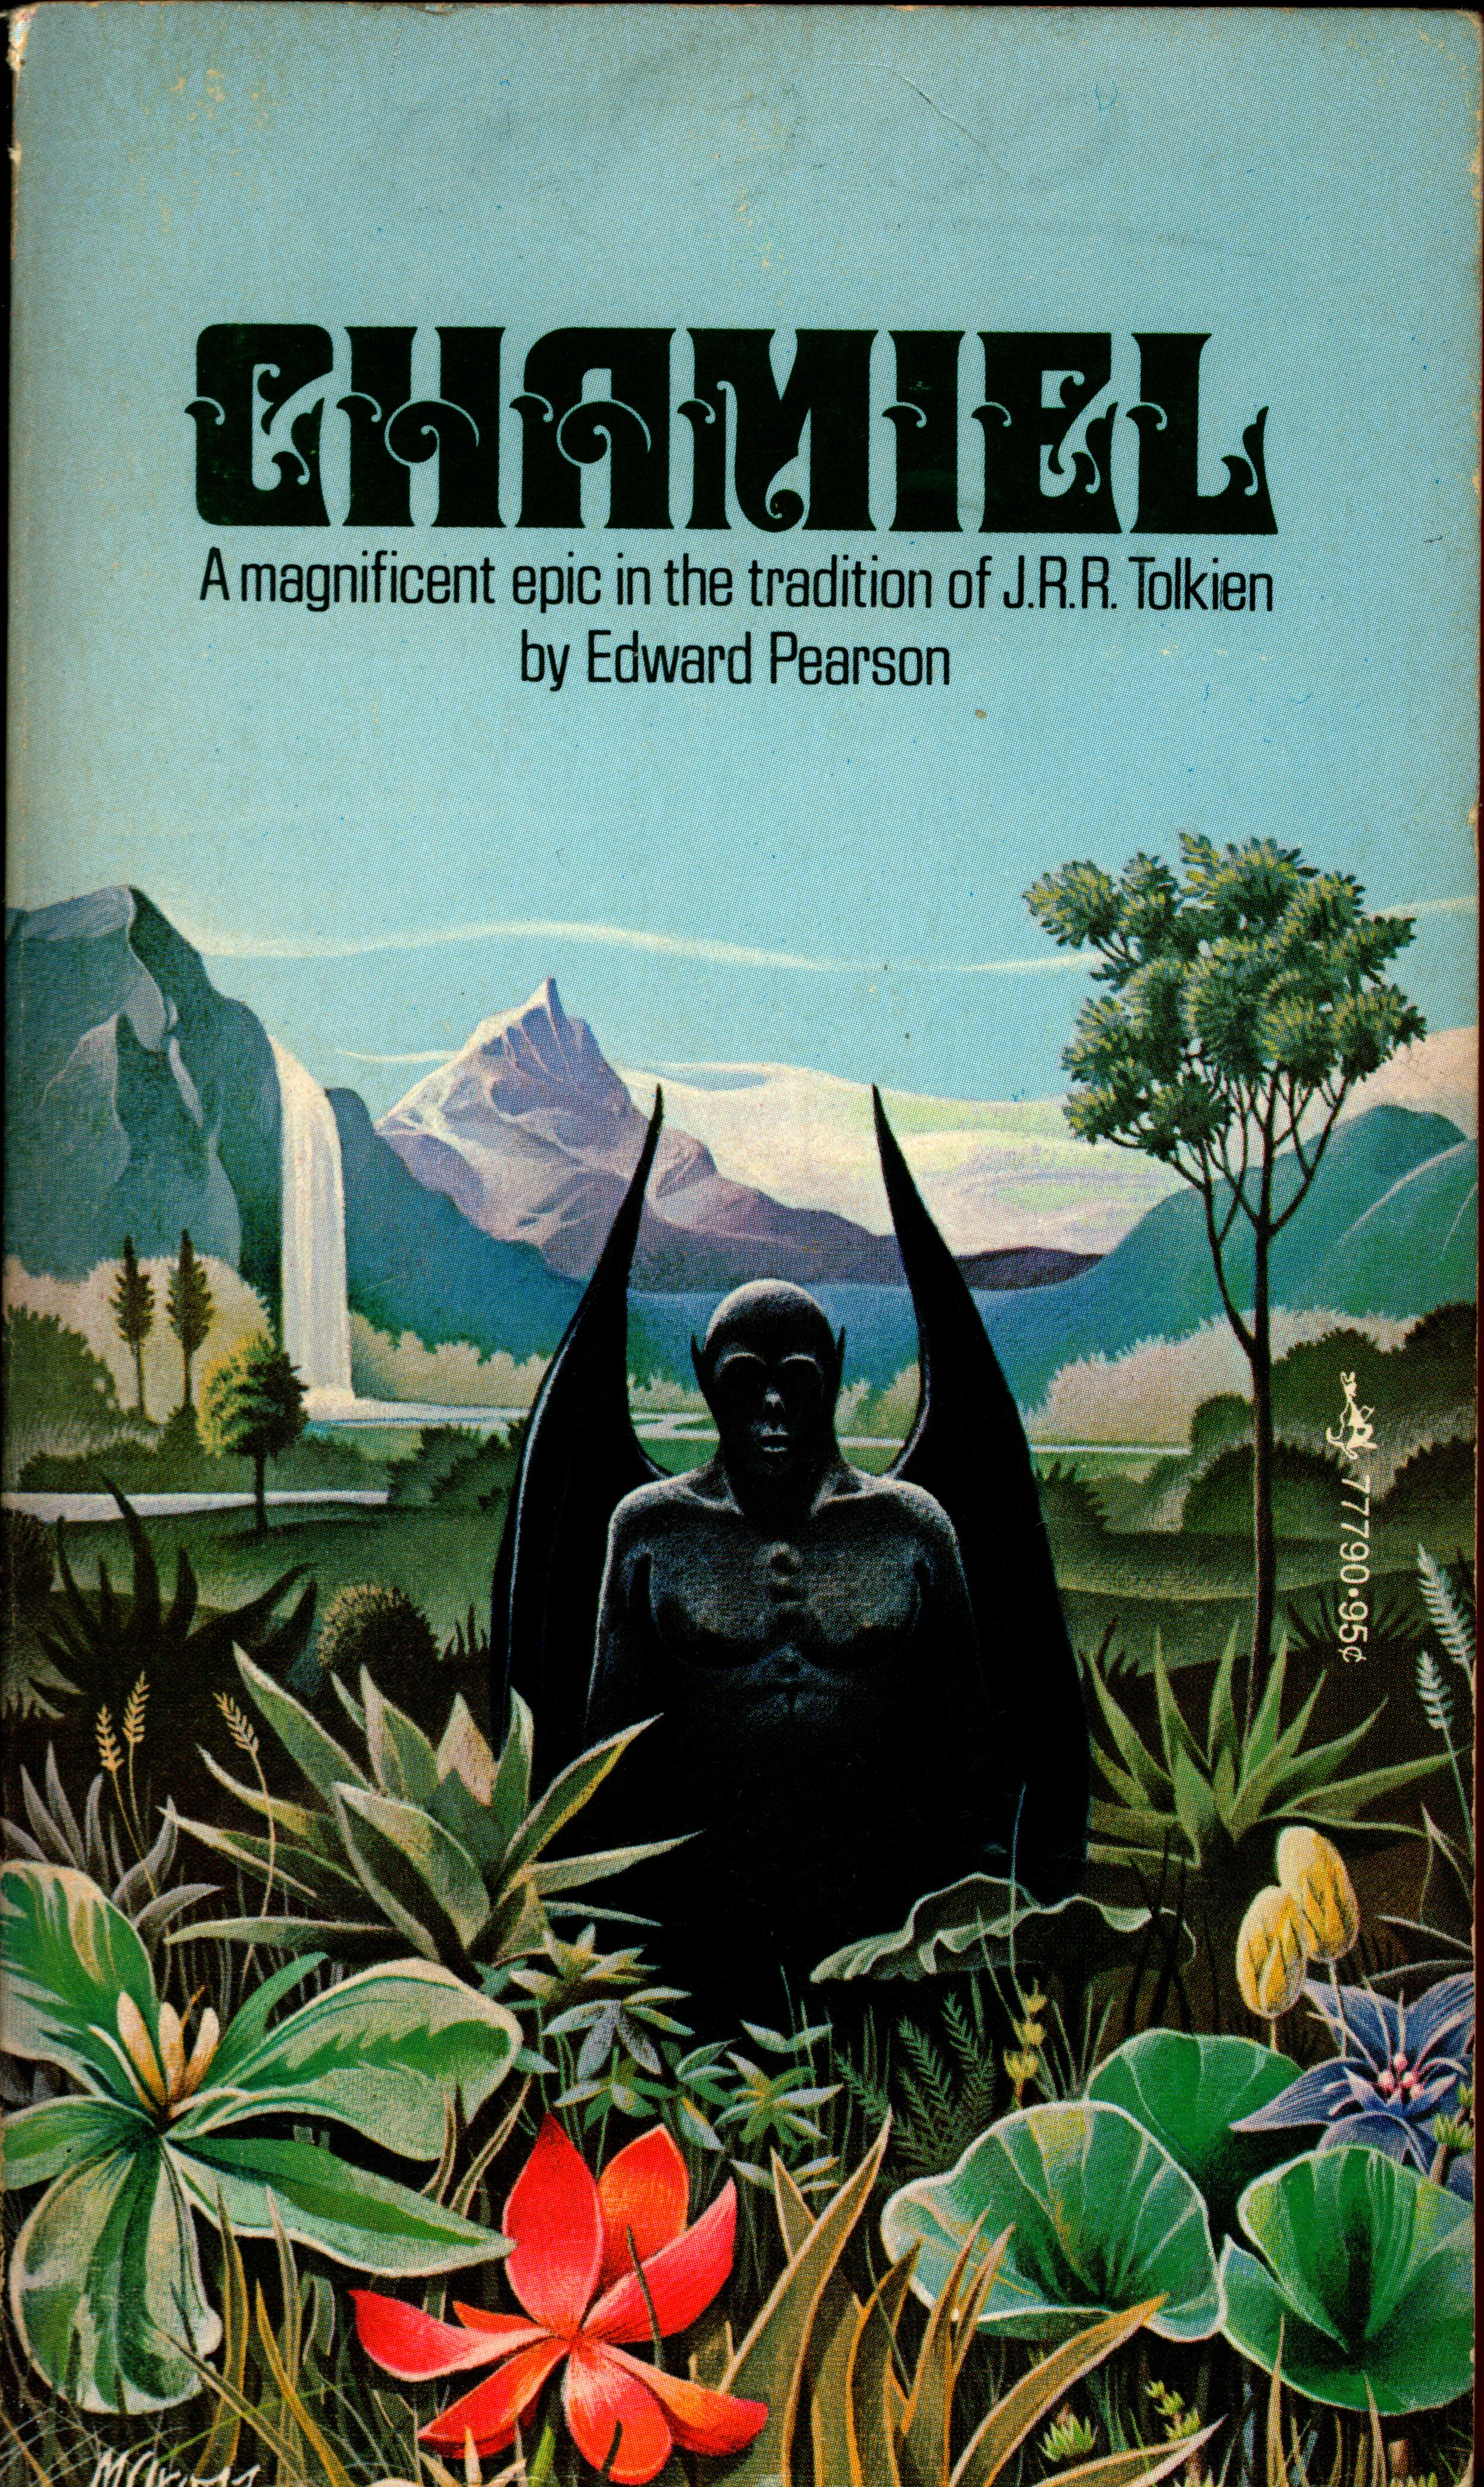 CHAMIEL
A magnificent epic in the tradition of J.R.R. Tolkien
by Edward Pearson
77790•95¢